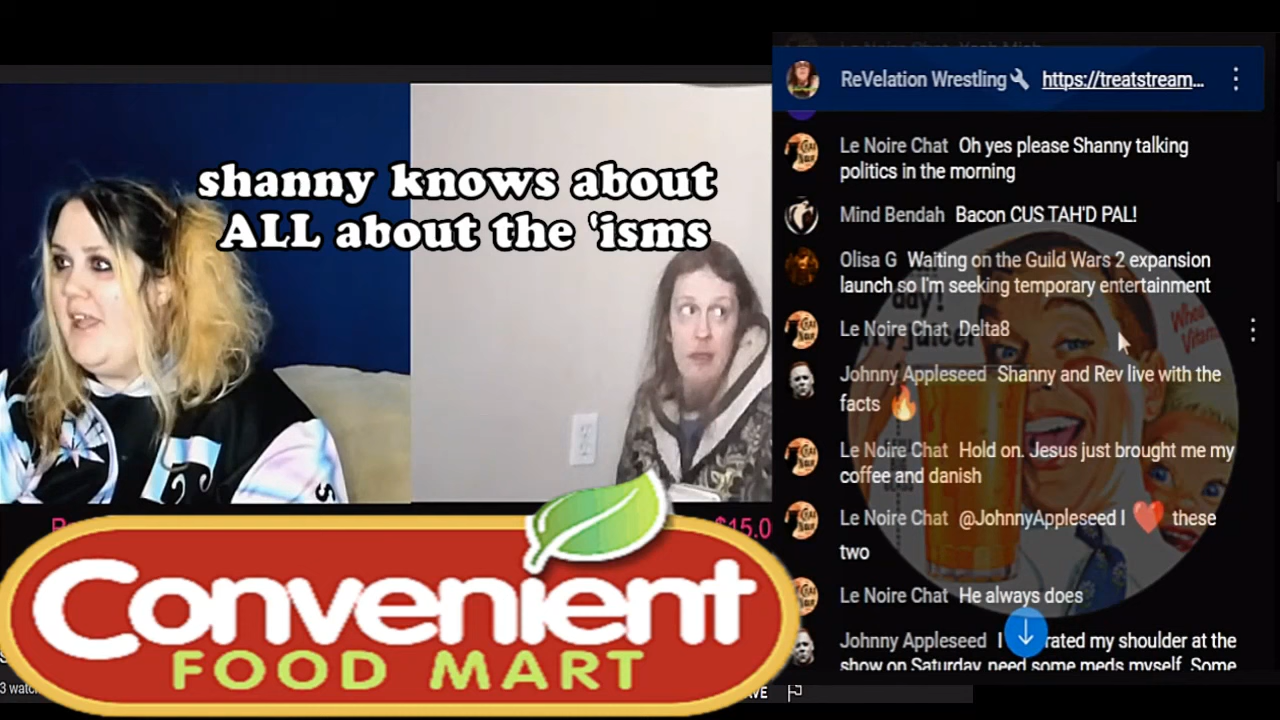 shanny knows about
ALL about the 'isms
$15.0
Convenient
FOOD MART
3 watch
ReVelation Wrestling https://treatstream...
Le Noire Chat Oh yes please Shanny talking
politics in the morning
Mind Bendah Bacon CUS TAH'D PAL!
Olisa G Waiting on the Guild Wars 2 expansion
launch so I'm seeking temporary entertainment
Le Noire Chat Delta8
Johnny Appleseed Shanny and Rev live with the
facts 🔥
Le Noire Chat Hold on. Jesus just brought me my
coffee and danish
Le Noire Chat @JohnnyAppleseed I ❤️ these
two
Le Noire Chat He always does
Johnny Appleseed I rated my shoulder at the
show on Saturday need some meds myself. Some